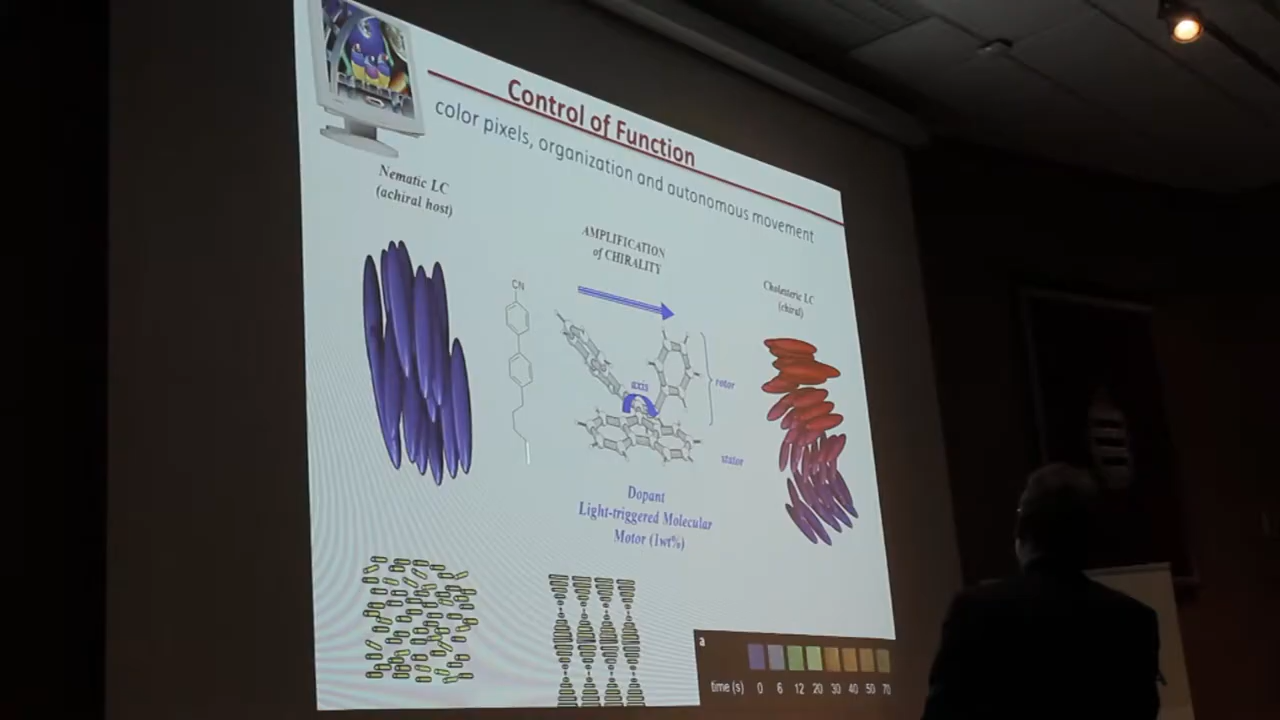 Control of Function
color pixels, organization and autonomous movement
Nematic LC
(achiral host)
AMPLIFICATION
of CHIRALITY
Cholesteric LC
(chiral)
CN
axis
rotor
stator
Dopant
Light-triggered Molecular
Motor (1wt%)
a
time (s) 0 6 12 20 30 40 50 70